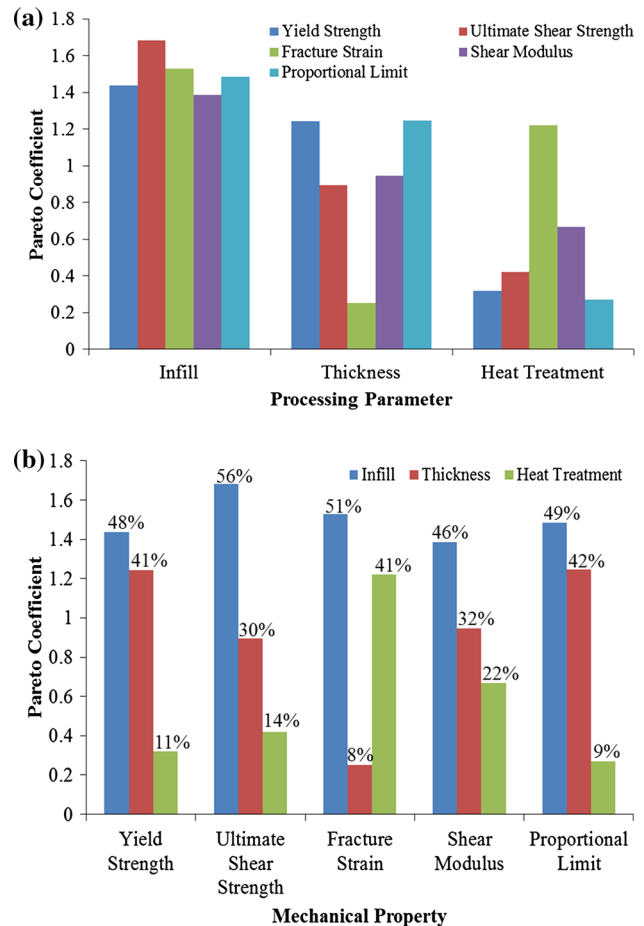 (a)
Yield Strength
Ultimate Shear Strength
Fracture Strain
Shear Modulus
Proportional Limit
Pareto Coefficient
1.8
1.6
1.4
1.2
1
0.8
0.6
0.4
0.2
0
Infill
Thickness
Heat Treatment
Processing Parameter
(b)
Infill
Thickness
Heat Treatment
Pareto Coefficient
1.8
1.6
1.4
1.2
1
0.8
0.6
0.4
0.2
0
48%
41%
11%
56%
30%
14%
51%
8%
41%
46%
32%
22%
49%
42%
9%
Yield
Strength
Ultimate
Shear
Strength
Fracture
Strain
Shear
Modulus
Proportional
Limit
Mechanical Property